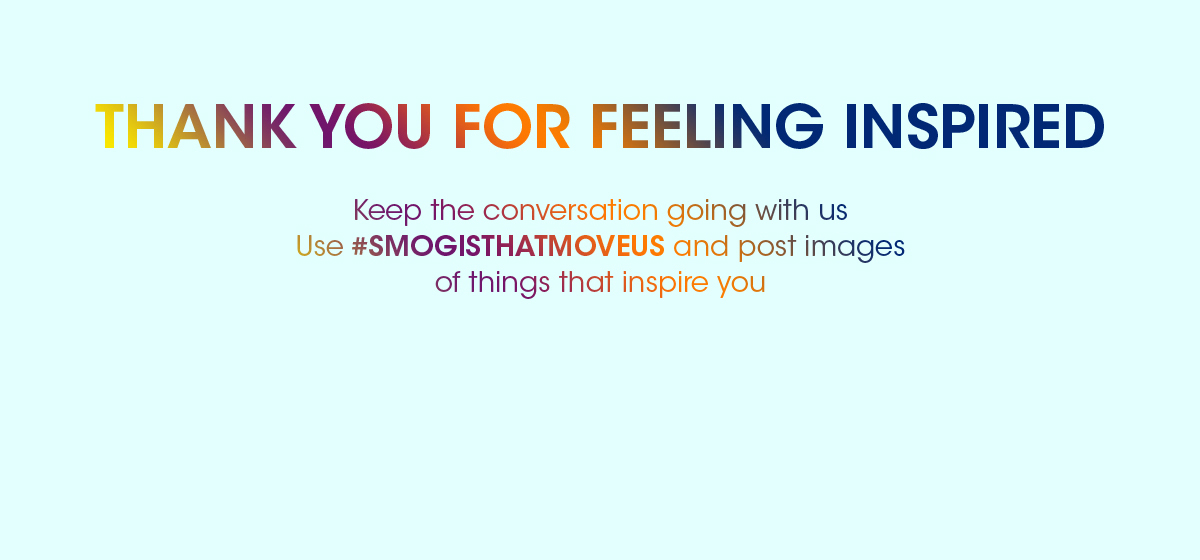 THANK YOU FOR FEELING INSPIRED
Keep the conversation going with us
Use #SMOGISTHATMOVEUS and post images
of things that inspire you